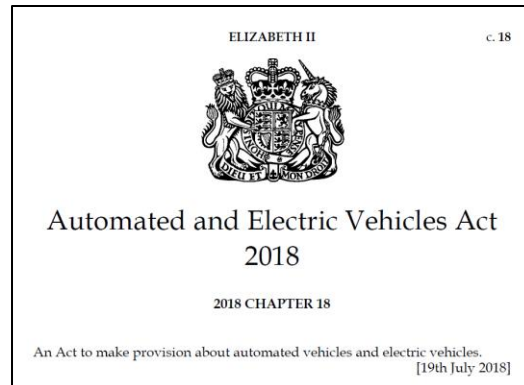 ELIZABETH II c. 18
DIEU ET MON DROIT
Automated and Electric Vehicles Act
2018
2018 CHAPTER 18
An Act to make provision about automated vehicles and electric vehicles.
[19th July 2018]